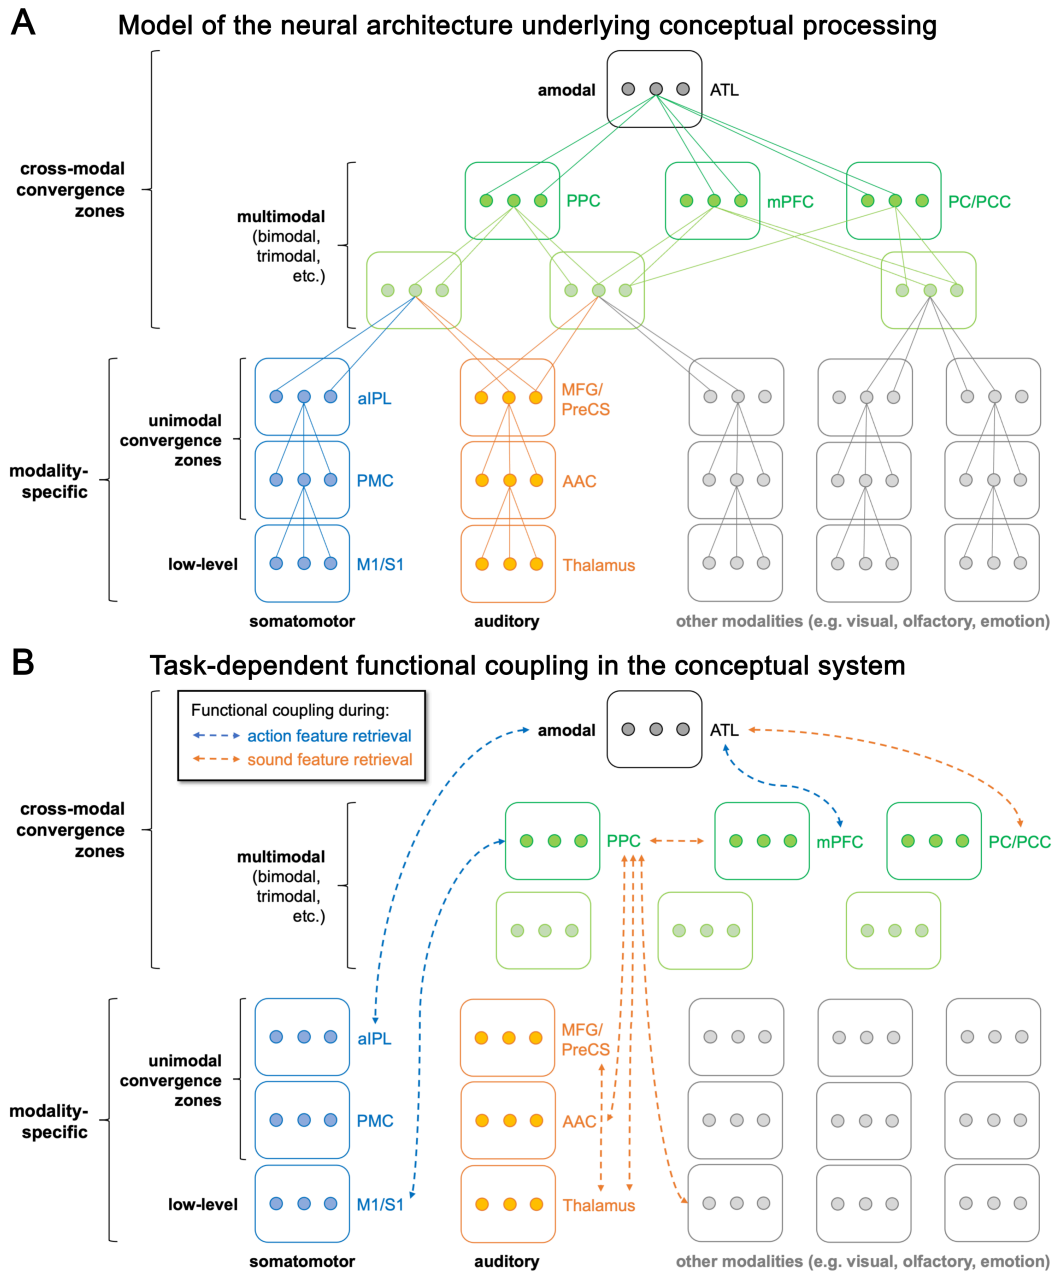 A
Model of the neural architecture underlying conceptual processing
amodal
ATL
cross-modal
convergence
zones
multimodal
(bimodal,
trimodal,
etc.)
PPC
mPFC
PC/PCC
unimodal
convergence
zones
modality-
specific
low-level
aIPL
MFG/
PreCS
PMC
AAC
M1/S1
Thalamus
somatomotor
auditory
other modalities (e.g. visual, olfactory, emotion)
B
Task-dependent functional coupling in the conceptual system
Functional coupling during:
action feature retrieval
sound feature retrieval
amodal
ATL
cross-modal
convergence
zones
multimodal
(bimodal,
trimodal,
etc.)
PPC
mPFC
PC/PCC
unimodal
convergence
zones
modality-
specific
low-level
aIPL
MFG/
PreCS
PMC
AAC
M1/S1
Thalamus
somatomotor
auditory
other modalities (e.g. visual, olfactory, emotion)